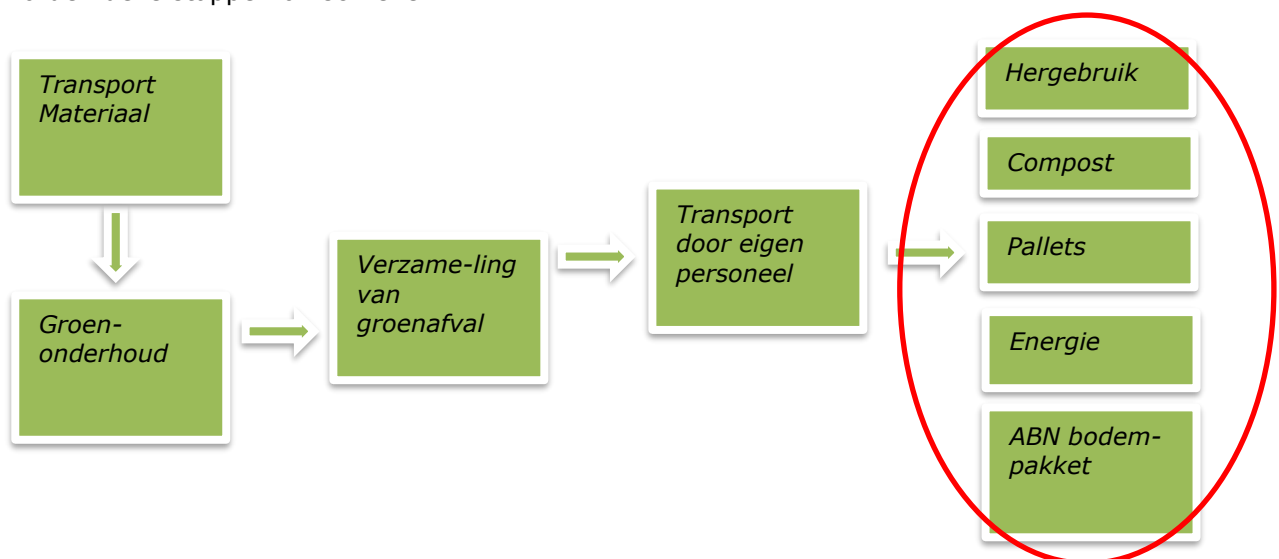 Transport
Materiaal
Groen-
onderhoud
Verzame-ling
van
groenafval
Transport
door eigen
personeel
Hergebruik
Compost
Pallets
Energie
ABN bodem-
pakket